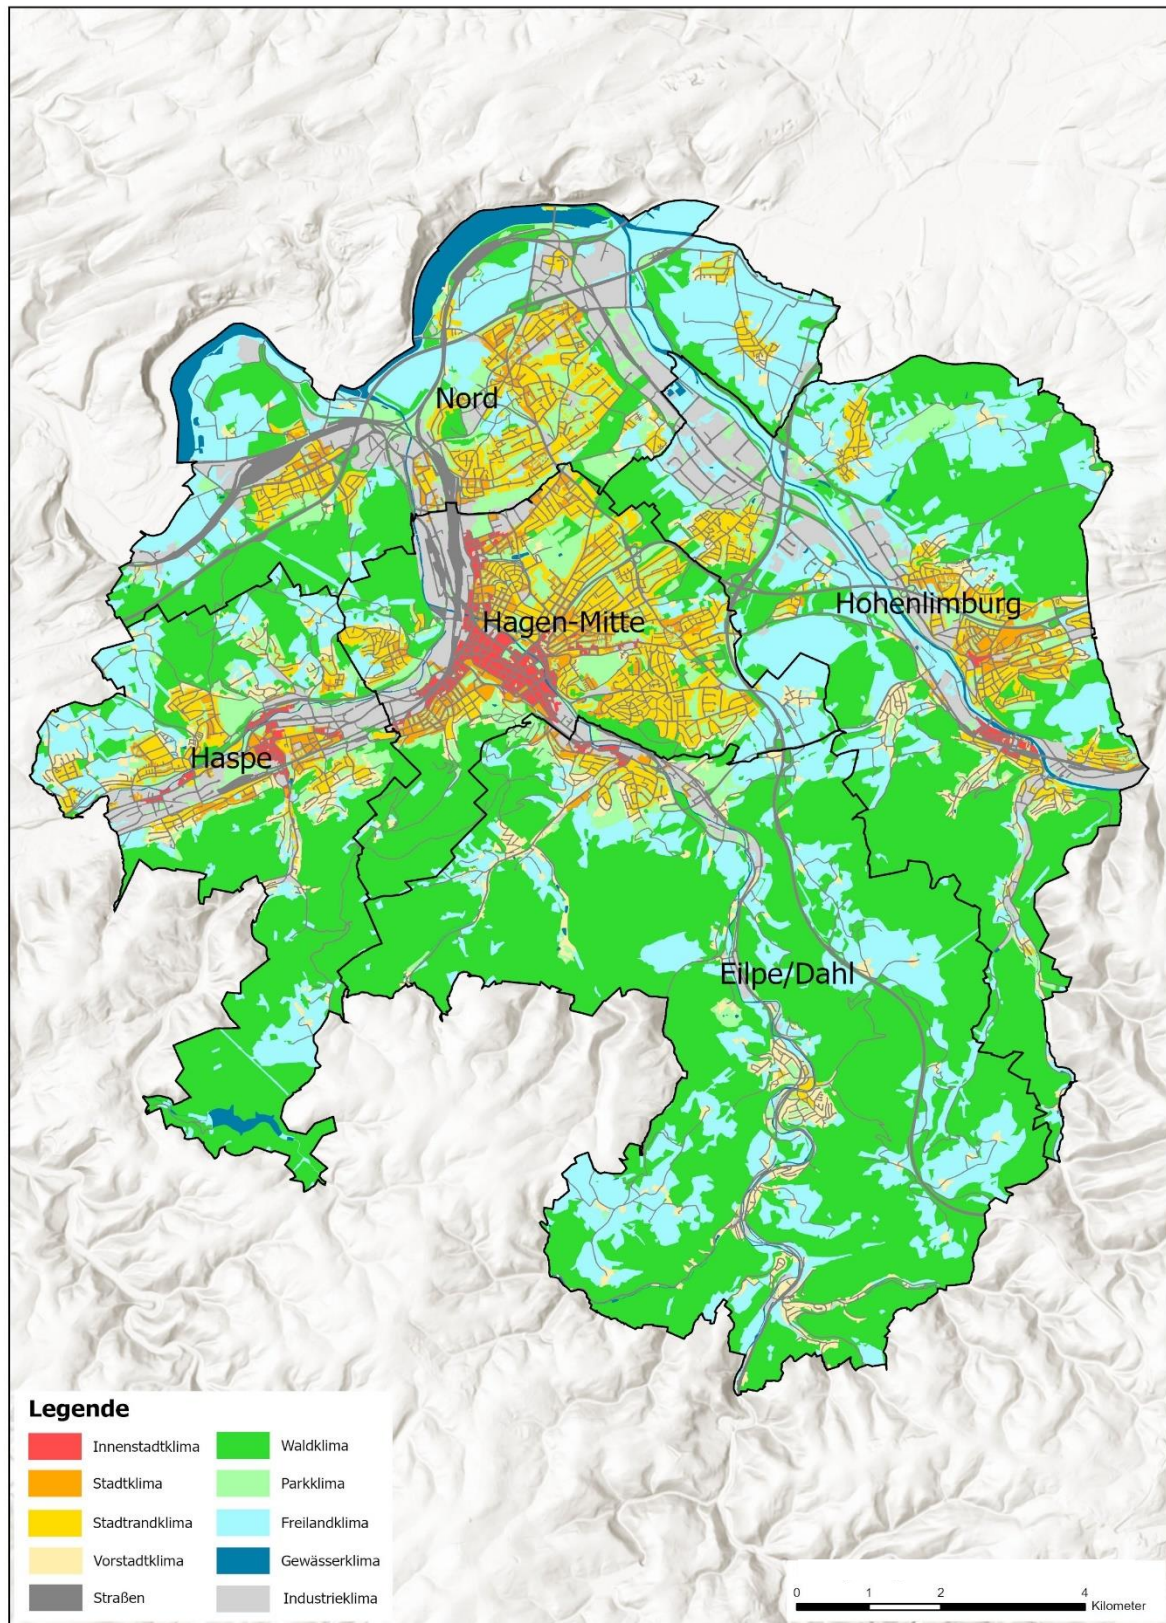 Nord
Hohenlimburg
Hagen-Mitte
Haspe
Eilpe/Dahl
Legende
Innenstadtklima
Waldklima
Stadtklima
Parkklima
Stadtrandklima
Freilandklima
Vorstadtklima
Gewässerklima
Straßen
Industrieklima
0 1 2 4
Kilometer